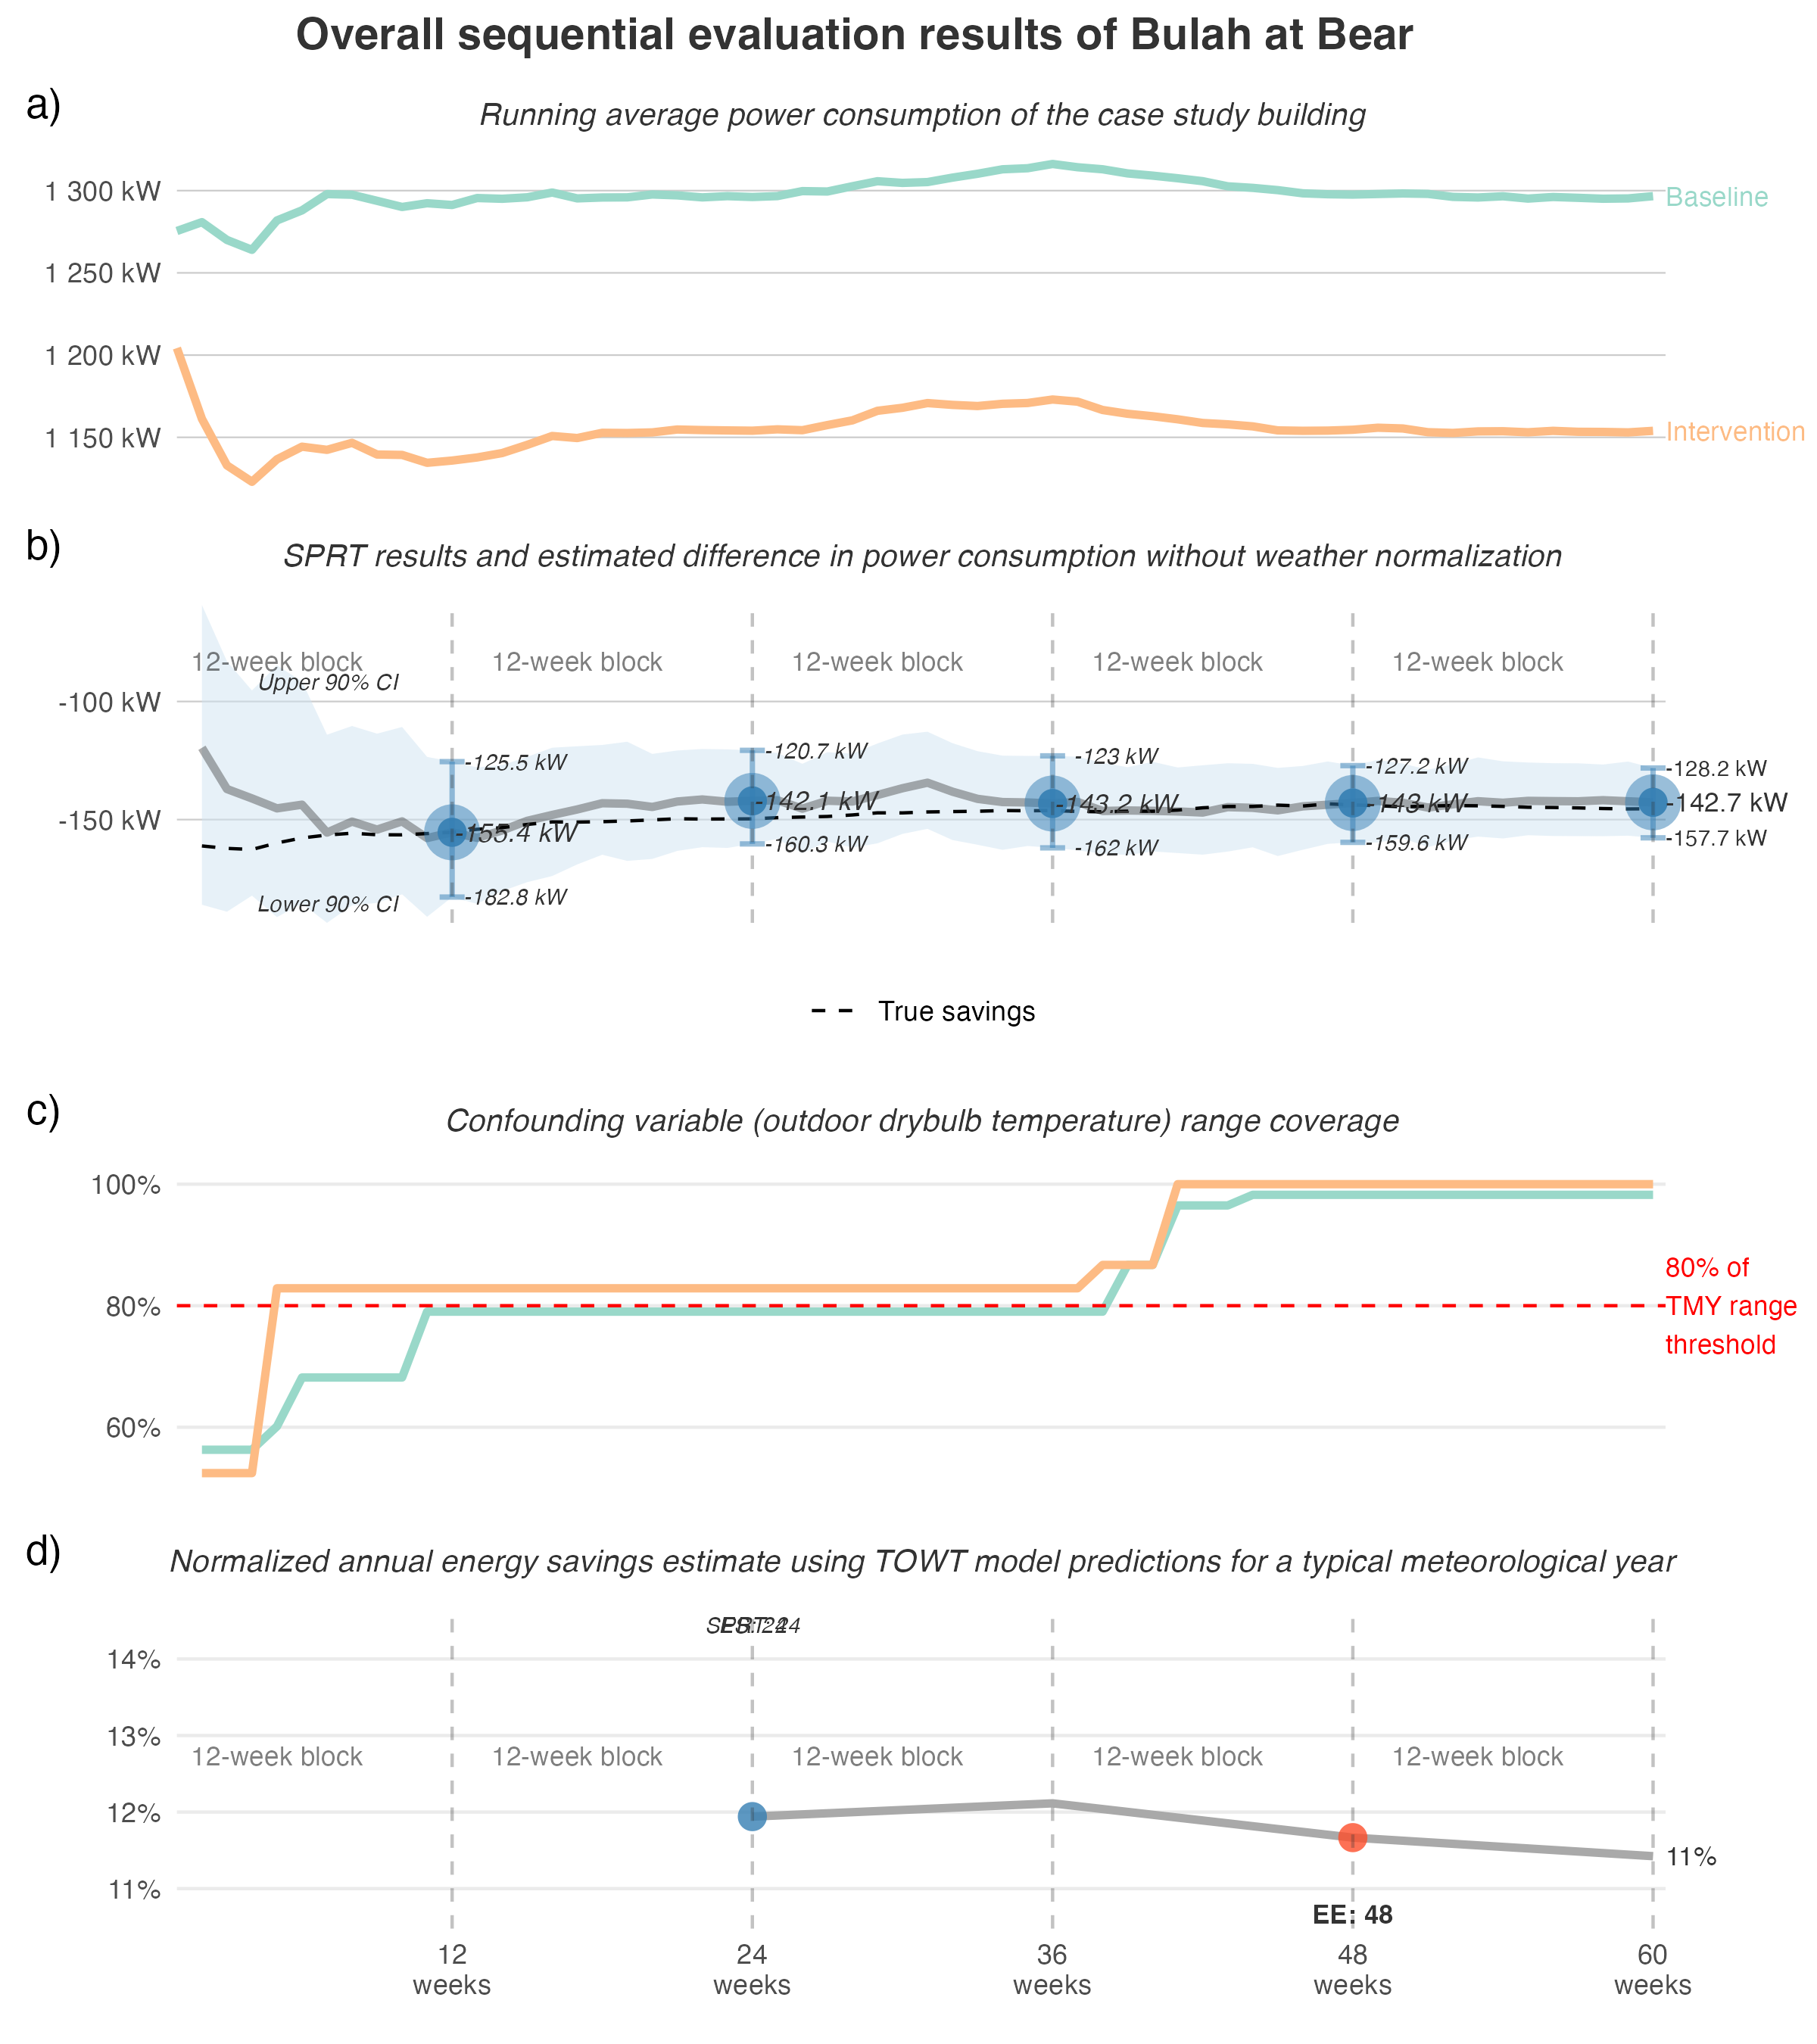 Overall sequential evaluation results of Bulah at Bear
a)
Running average power consumption of the case study building
1 300 kW
Baseline
1 250 kW
1 200 kW
1 150 kW
Intervention
b)
SPRT results and estimated difference in power consumption without weather normalization
12-week block
12-week block
12-week block
12-week block
12-week block
Upper 90% CI
-100 kW
-125.5 kW
-120.7 kW
-123 kW
-127.2 kW
-128.2 kW
-150 kW
-155.4 kW
-142.1 kW
-143.2 kW
-143 kW
-142.7 kW
-160.3 kW
-162 kW
-159.6 kW
-157.7 kW
Lower 90% CI
-182.8 kW
True savings
c)
Confounding variable (outdoor drybulb temperature) range coverage
100%
80%
60%
80% of
TMY range
threshold
d)
Normalized annual energy savings estimate using TOWT model predictions for a typical meteorological year
14%
13%
12-week block
12-week block
12-week block
12-week block
12-week block
12%
11%
11%
EE: 48
12
weeks
24
weeks
36
weeks
48
weeks
60
weeks